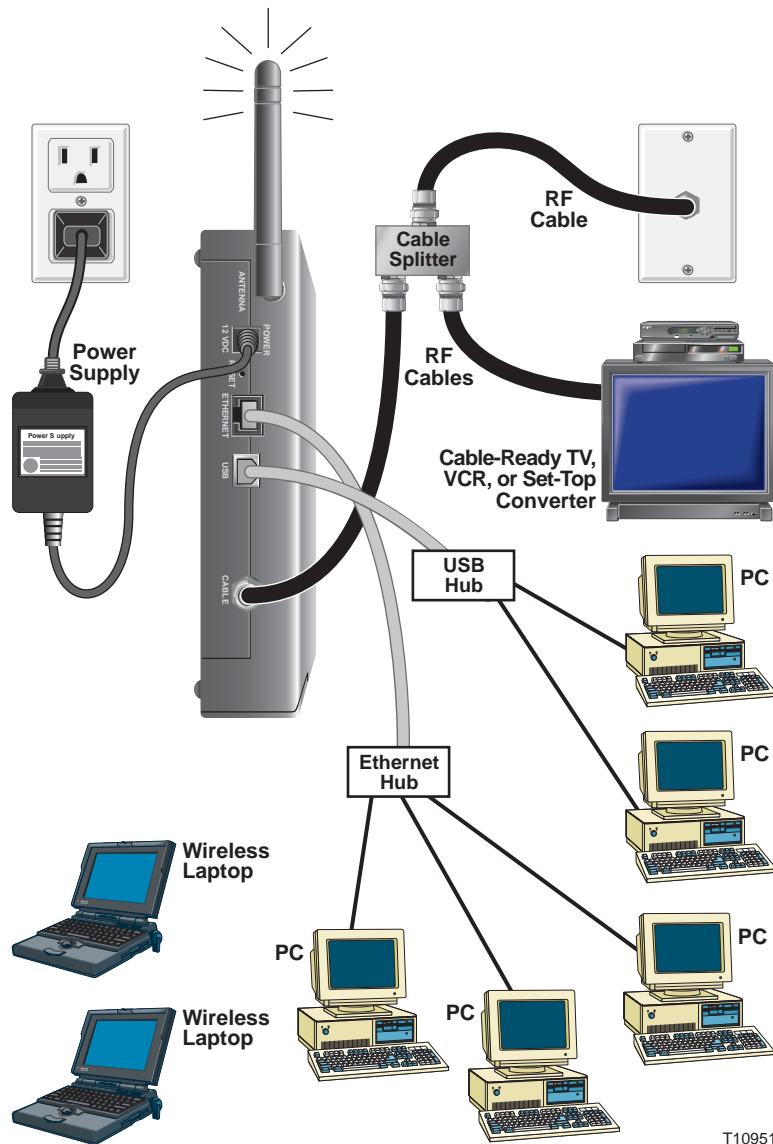 RF
Cable
Cable
Splitter
ANTENNA
POWER
12 VDC
RESET
Power
Supply
RF
Cables
ETHERNET
Power S upply
USB
Cable-Ready TV,
VCR, or Set-Top
Converter
CABLE
USB
Hub
PC
PC
Ethernet
Hub
Wireless
Laptop
PC
PC
PC
Wireless
Laptop
T10951